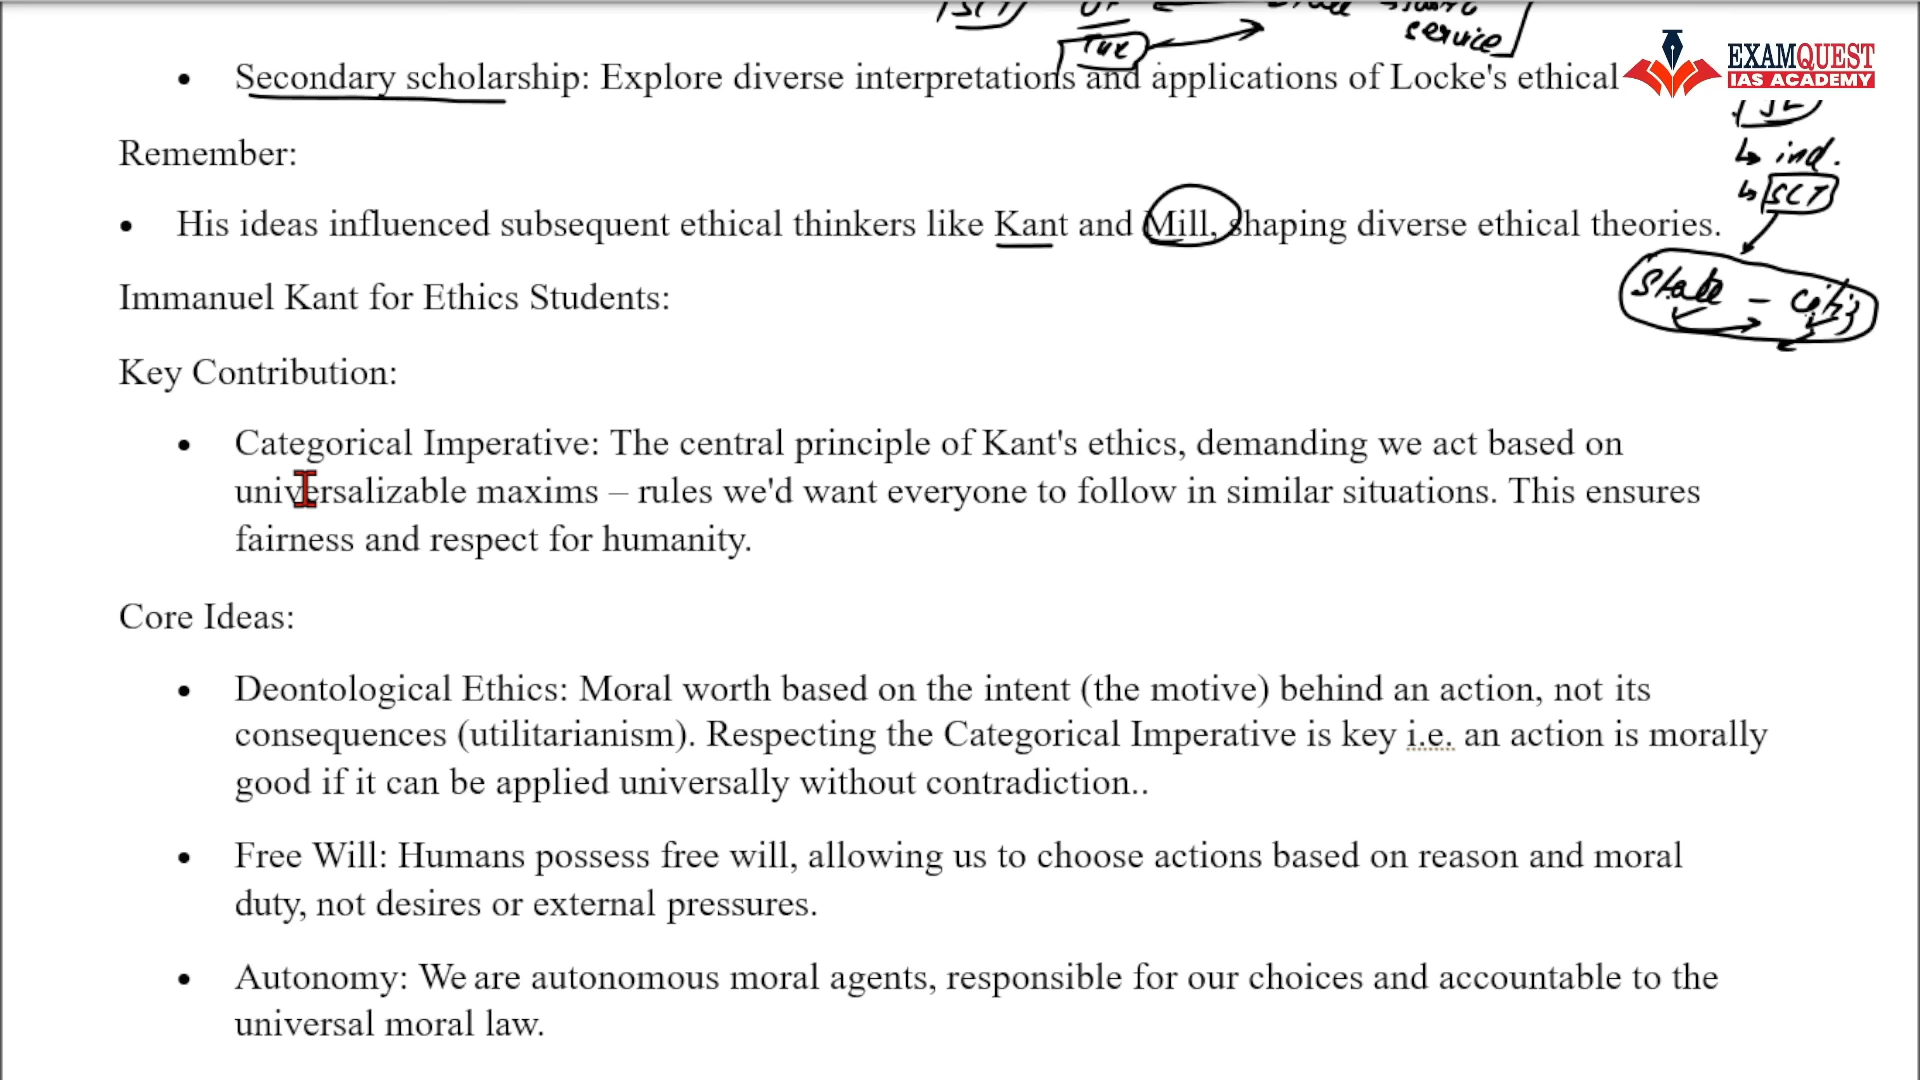 service
Tax
EXAMQUEST
IAS ACADEMY
• Secondary scholarship: Explore diverse interpretations and applications of Locke's ethical
Remember:
ind.
SCT
• His ideas influenced subsequent ethical thinkers like Kant and Mill, shaping diverse ethical theories.
State –
Immanuel Kant for Ethics Students:
Key Contribution:
• Categorical Imperative: The central principle of Kant's ethics, demanding we act based on
universalizable maxims – rules we'd want everyone to follow in similar situations. This ensures
fairness and respect for humanity.
Core Ideas:
• Deontological Ethics: Moral worth based on the intent (the motive) behind an action, not its
consequences (utilitarianism). Respecting the Categorical Imperative is key i.e. an action is morally
good if it can be applied universally without contradiction..
• Free Will: Humans possess free will, allowing us to choose actions based on reason and moral
duty, not desires or external pressures.
• Autonomy: We are autonomous moral agents, responsible for our choices and accountable to the
universal moral law.